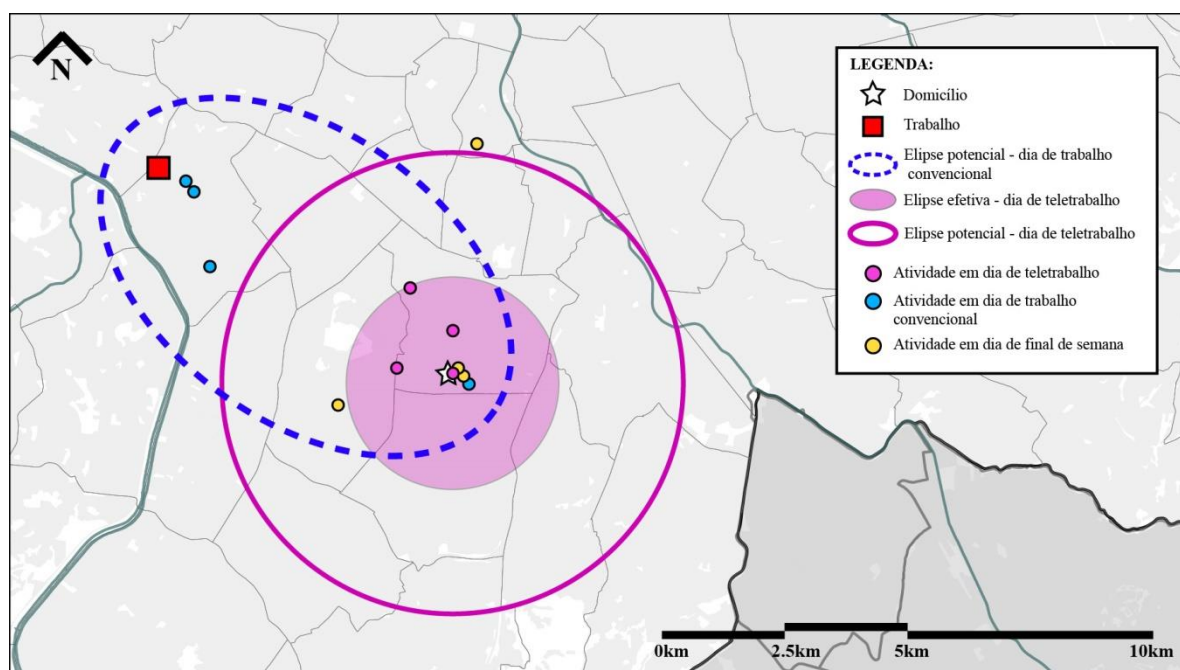 N
LEGENDA:
Domicílio
Trabalho
Elipse potencial - dia de trabalho
convencional
Elipse efetiva - dia de teletrabalho
Elipse potencial - dia de teletrabalho
Atividade em dia de teletrabalho
Atividade em dia de trabalho
convencional
Atividade em dia de final de semana
0km 2.5km 5km 10km